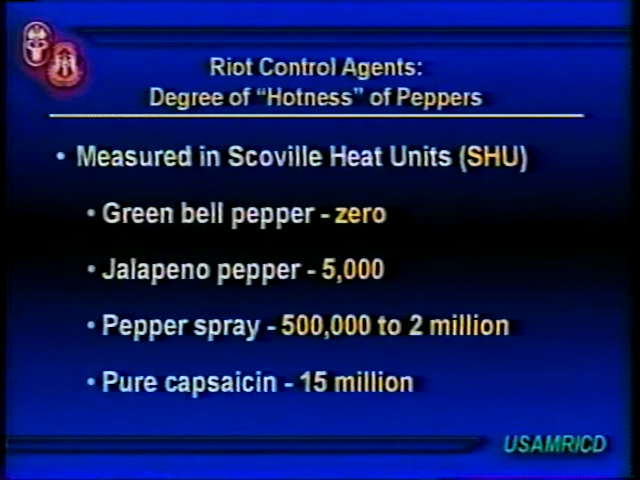 Riot Control Agents:
Degree of “Hotness” of Peppers
• Measured in Scoville Heat Units (SHU)
• Green bell pepper - zero
• Jalapeno pepper - 5,000
• Pepper spray - 500,000 to 2 million
• Pure capsaicin - 15 million
USAMRICD